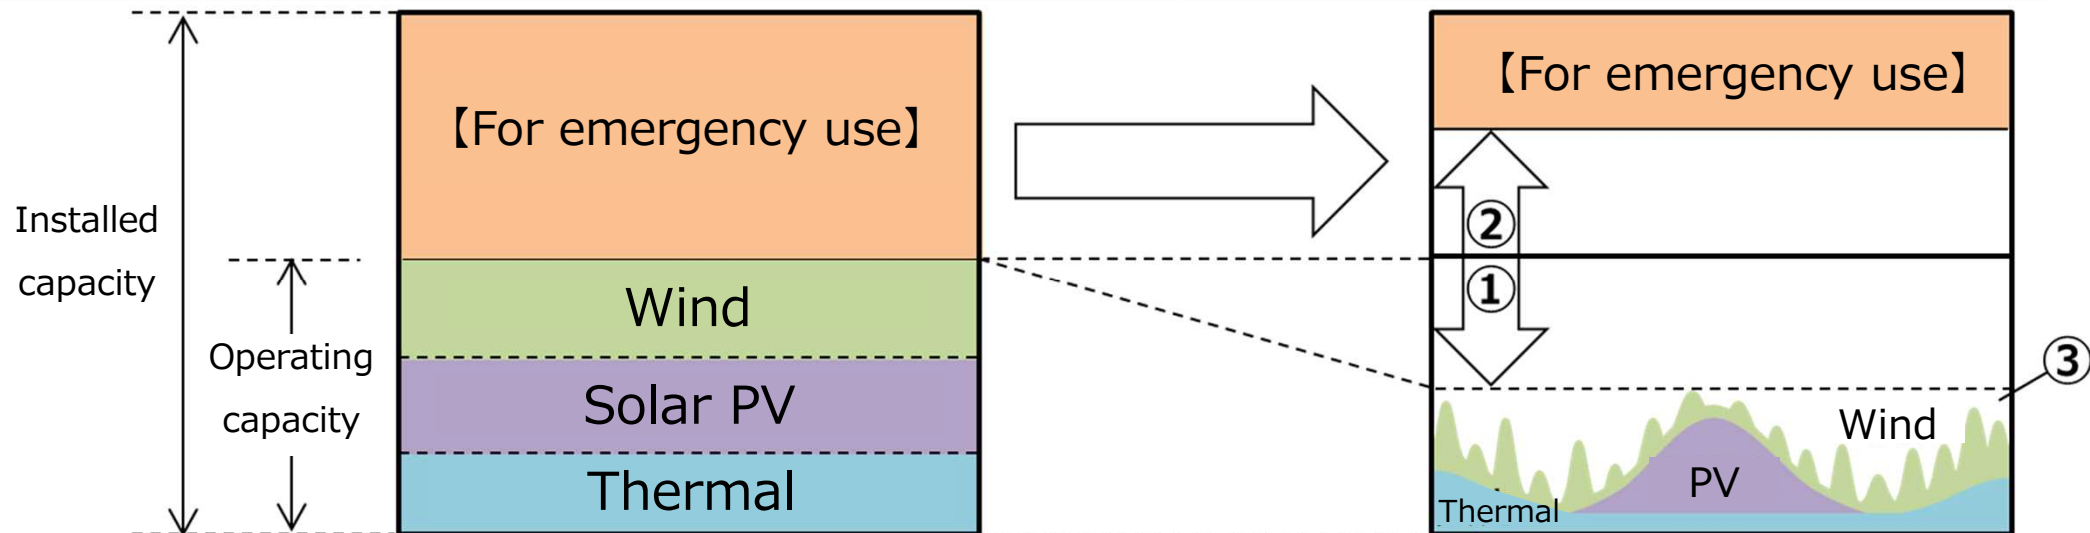 Installed
capacity
Operating
capacity
【For emergency use】
Wind
Solar PV
Thermal
【For emergency use】
②
①
③
Wind
PV
Thermal